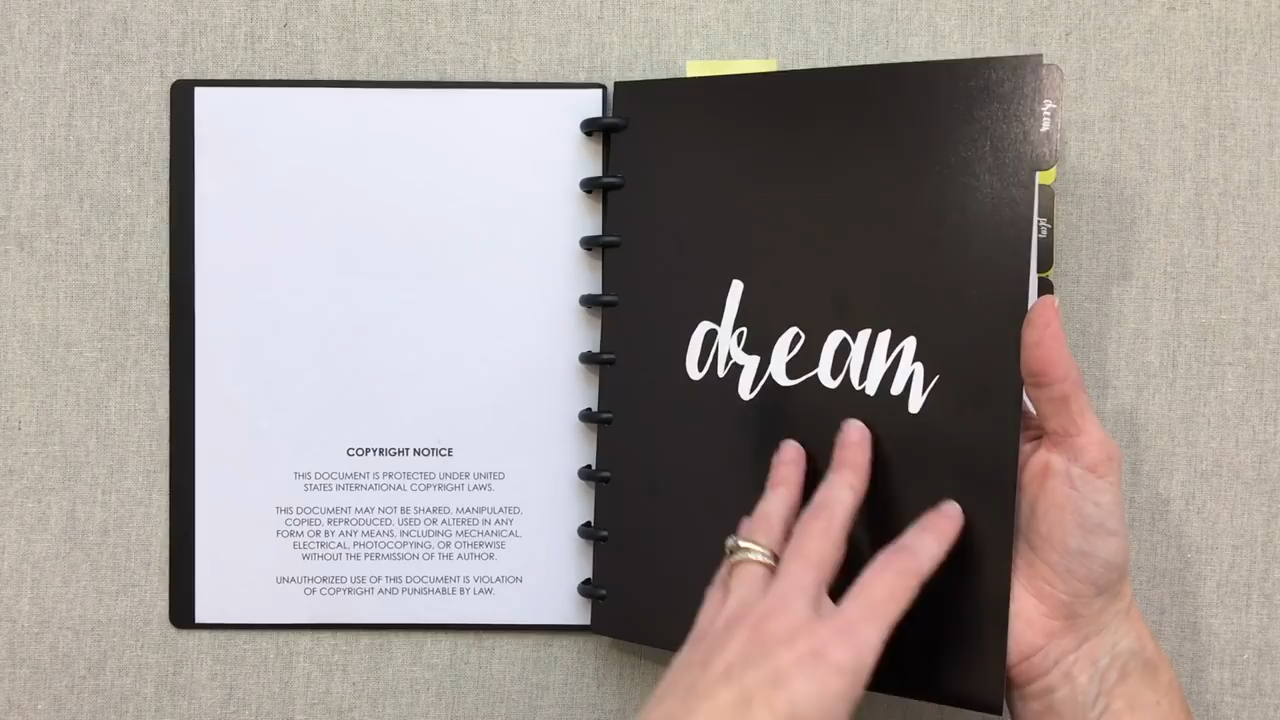 COPYRIGHT NOTICE
THIS DOCUMENT IS PROTECTED UNDER UNITED
STATES INTERNATIONAL COPYRIGHT LAWS.
THIS DOCUMENT MAY NOT BE SHARED, MANIPULATED,
COPIED, REPRODUCED, USED OR ALTERED IN ANY
FORM OR BY ANY MEANS, INCLUDING MECHANICAL,
ELECTRICAL, PHOTOCOPYING, OR OTHERWISE
WITHOUT THE PERMISSION OF THE AUTHOR.
UNAUTHORIZED USE OF THIS DOCUMENT IS VIOLATION
OF COPYRIGHT AND PUNISHABLE BY LAW.
dream
dream
plan